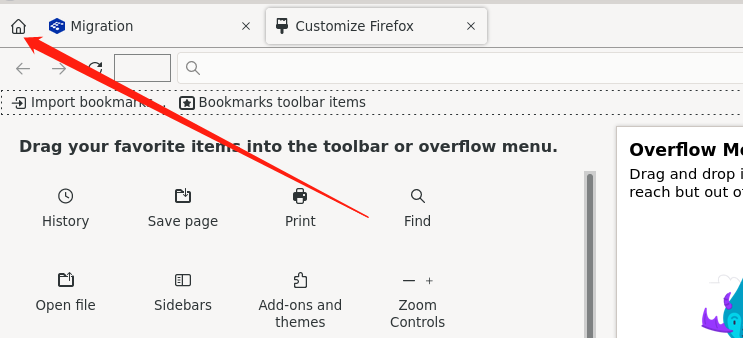 Migration
Customize Firefox
Import bookmarks…
Bookmarks toolbar items
Drag your favorite items into the toolbar or overflow menu.
Overflow Me
Drag and drop i
reach but out of
History
Save page
Print
Find
Open file
Sidebars
Add-ons and
themes
Zoom
Controls